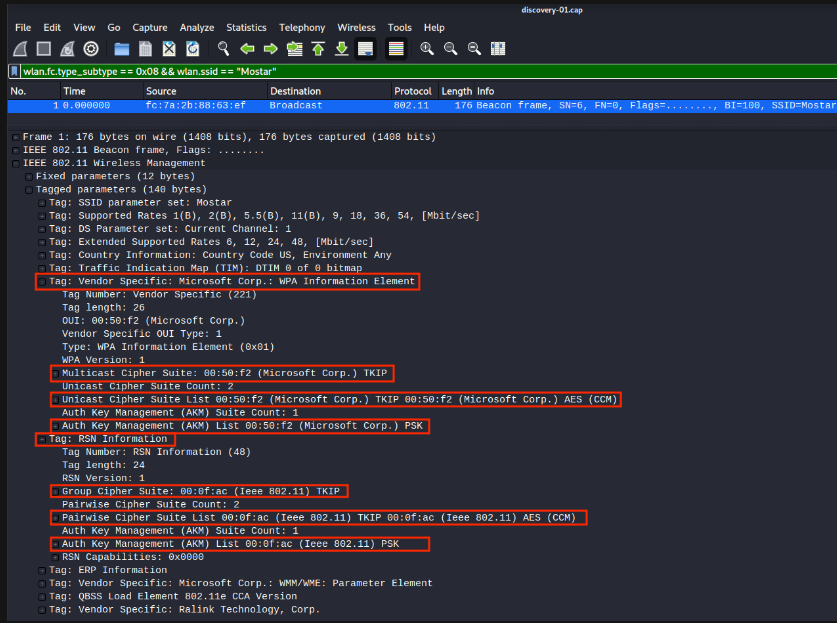 discovery-01.cap
File Edit View Go Capture Analyze Statistics Telephony Wireless Tools Help
wlan.fc.type_subtype == 0x08 && wlan.ssid == "Mostar"
No. Time Source Destination Protocol Length Info
1 0.000000 fc:7a:2b:88:63:ef Broadcast 802.11 176 Beacon frame, SN=6, FN=0, Flags=........, BI=100, SSID=Mostar
Frame 1: 176 bytes on wire (1408 bits), 176 bytes captured (1408 bits)
IEEE 802.11 Beacon frame, Flags: ........
IEEE 802.11 Wireless Management
Fixed parameters (12 bytes)
Tagged parameters (140 bytes)
Tag: SSID parameter set: Mostar
Tag: Supported Rates 1(B), 2(B), 5.5(B), 11(B), 9, 18, 36, 54, [Mbit/sec]
Tag: DS Parameter set: Current Channel: 1
Tag: Extended Supported Rates 6, 12, 24, 48, [Mbit/sec]
Tag: Country Information: Country Code US, Environment Any
Tag: Traffic Indication Map (TIM): DTIM 0 of 0 bitmap
Tag: Vendor Specific: Microsoft Corp.: WPA Information Element
Tag Number: Vendor Specific (221)
Tag length: 26
OUI: 00:50:f2 (Microsoft Corp.)
Vendor Specific OUI Type: 1
Type: WPA Information Element (0x01)
WPA Version: 1
Multicast Cipher Suite: 00:50:f2 (Microsoft Corp.) TKIP
Unicast Cipher Suite Count: 2
Unicast Cipher Suite List 00:50:f2 (Microsoft Corp.) TKIP 00:50:f2 (Microsoft Corp.) AES (CCM)
Auth Key Management (AKM) Suite Count: 1
Auth Key Management (AKM) List 00:50:f2 (Microsoft Corp.) PSK
Tag: RSN Information
Tag Number: RSN Information (48)
Tag length: 24
RSN Version: 1
Group Cipher Suite: 00:0f:ac (Ieee 802.11) TKIP
Pairwise Cipher Suite Count: 2
Pairwise Cipher Suite List 00:0f:ac (Ieee 802.11) TKIP 00:0f:ac (Ieee 802.11) AES (CCM)
Auth Key Management (AKM) Suite Count: 1
Auth Key Management (AKM) List 00:0f:ac (Ieee 802.11) PSK
RSN Capabilities: 0x0000
Tag: ERP Information
Tag: Vendor Specific: Microsoft Corp.: WMM/WME: Parameter Element
Tag: QBSS Load Element 802.11e CCA Version
Tag: Vendor Specific: Ralink Technology, Corp.